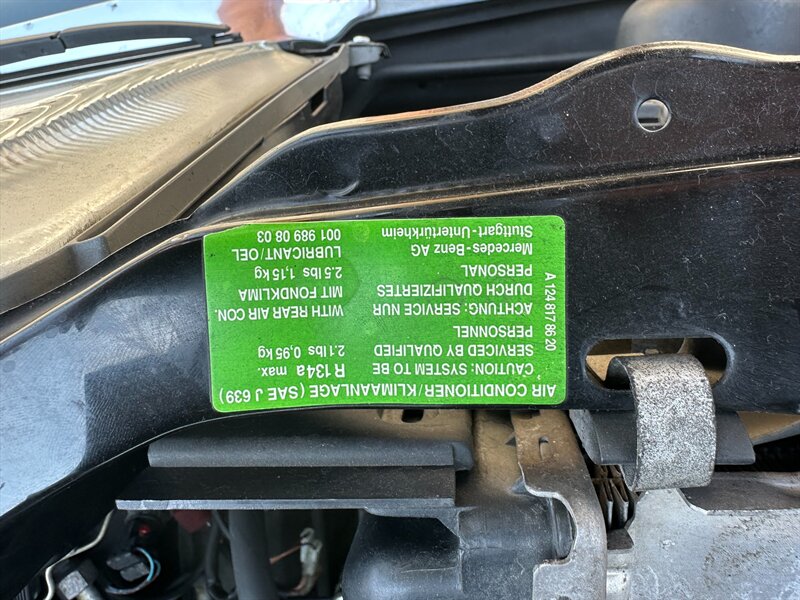 AIR CONDITIONER/KLIMAANLAGE (SAE J 639)
CAUTION: SYSTEM TO BE
SERVICED BY QUALIFIED
PERSONNEL
ACHTUNG: SERVICE NUR
DURCH QUALIFIZIERTES
PERSONAL
Mercedes-Benz AG
Stuttgart-Untertürkheim
R 134a max.
2.1 lbs 0,95 kg
WITH REAR AIR CON.
MIT FONDKLIMA
2.5 lbs 1,15 kg
LUBRICANT/OEL
001 989 08 03
A 124 817 86 20